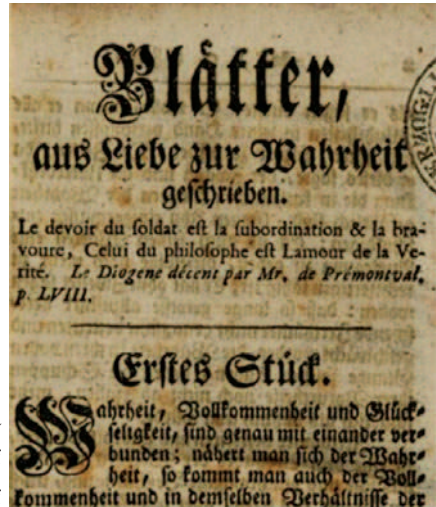 Blåtter,
aus Liebe zur Wahrheit
geschrieben.
Le devoir du soldat est la subordination & la bra-
voure, Celui du philosophe est Lamour de la Ve-
rité. Le Diogene décent par Mr. de Prémontval.
p. LVIII.
Erstes Stück.
Wahrheit, Vollkommenheit und Glück-
seligkeit, sind genau mit einander ver-
bunden; nähert man sich der Wahr-
heit, so kommt man auch der Voll-
kommenheit und in demselben Verhältnisse der